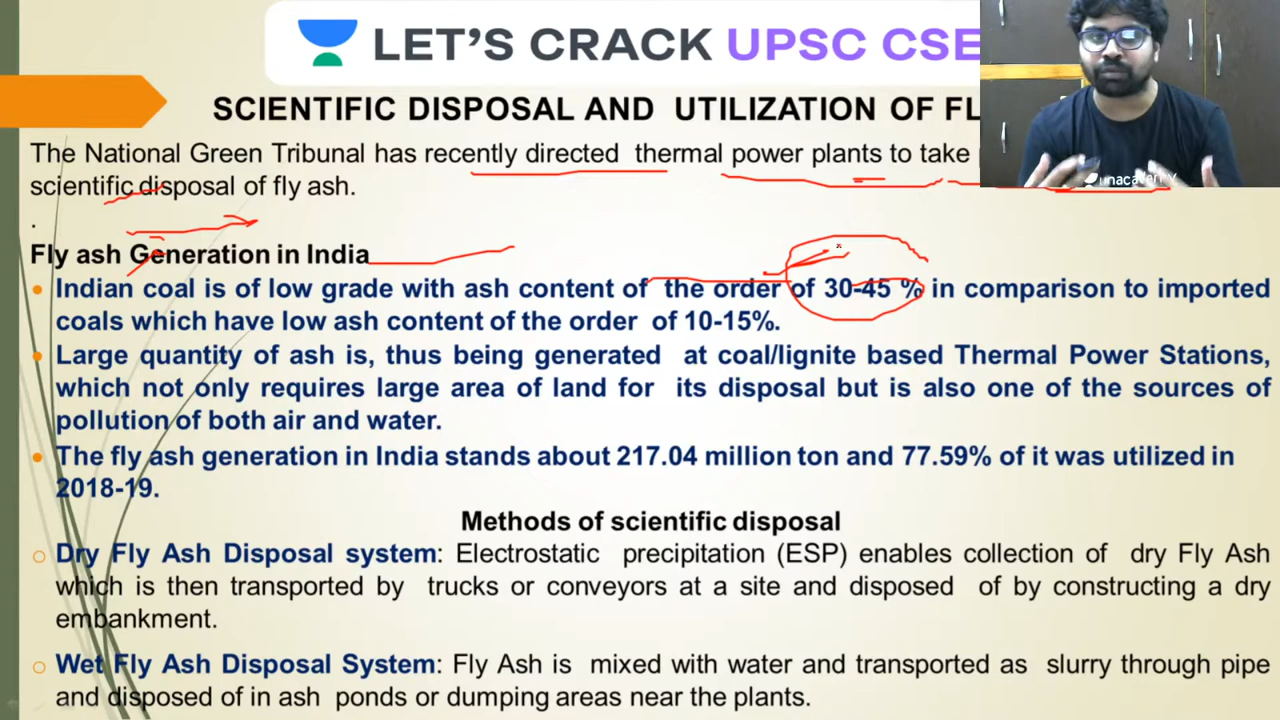 LET'S CRACK UPSC CSE
SCIENTIFIC DISPOSAL AND UTILIZATION OF
The National Green Tribunal has recently directed thermal power plants to take
scientific disposal of fly ash.
.
Fly ash Generation in India
• Indian coal is of low grade with ash content of the order of 30-45 % in comparison to imported
coals which have low ash content of the order of 10-15%.
• Large quantity of ash is, thus being generated at coal/lignite based Thermal Power Stations,
which not only requires large area of land for its disposal but is also one of the sources of
pollution of both air and water.
• The fly ash generation in India stands about 217.04 million ton and 77.59% of it was utilized in
2018-19.
Methods of scientific disposal
o Dry Fly Ash Disposal system: Electrostatic precipitation (ESP) enables collection of dry Fly Ash
which is then transported by trucks or conveyors at a site and disposed of by constructing a dry
embankment.
o Wet Fly Ash Disposal System: Fly Ash is mixed with water and transported as slurry through pipe
and disposed of in ash ponds or dumping areas near the plants.